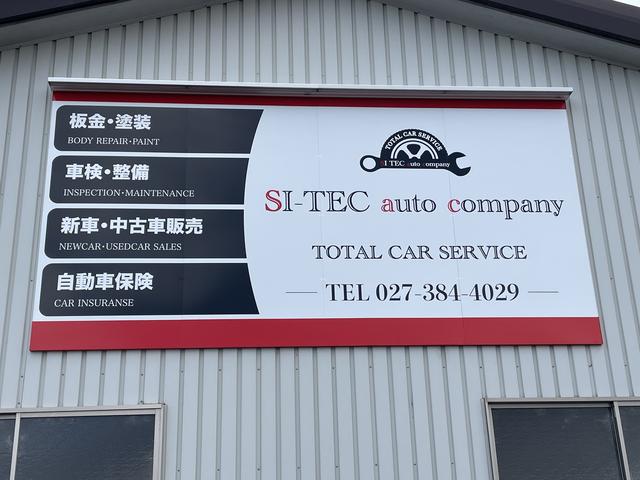 板金・塗装
BODY REPAIR・PAINT
車検・整備
INSPECTION・MAINTENANCE
新車・中古車販売
NEWCAR・USEDCAR SALES
自動車保険
CAR INSURANSE
TOTAL CAR SERVICE
SI TEC auto company
SI-TEC auto company
TOTAL CAR SERVICE
TEL 027-384-4029